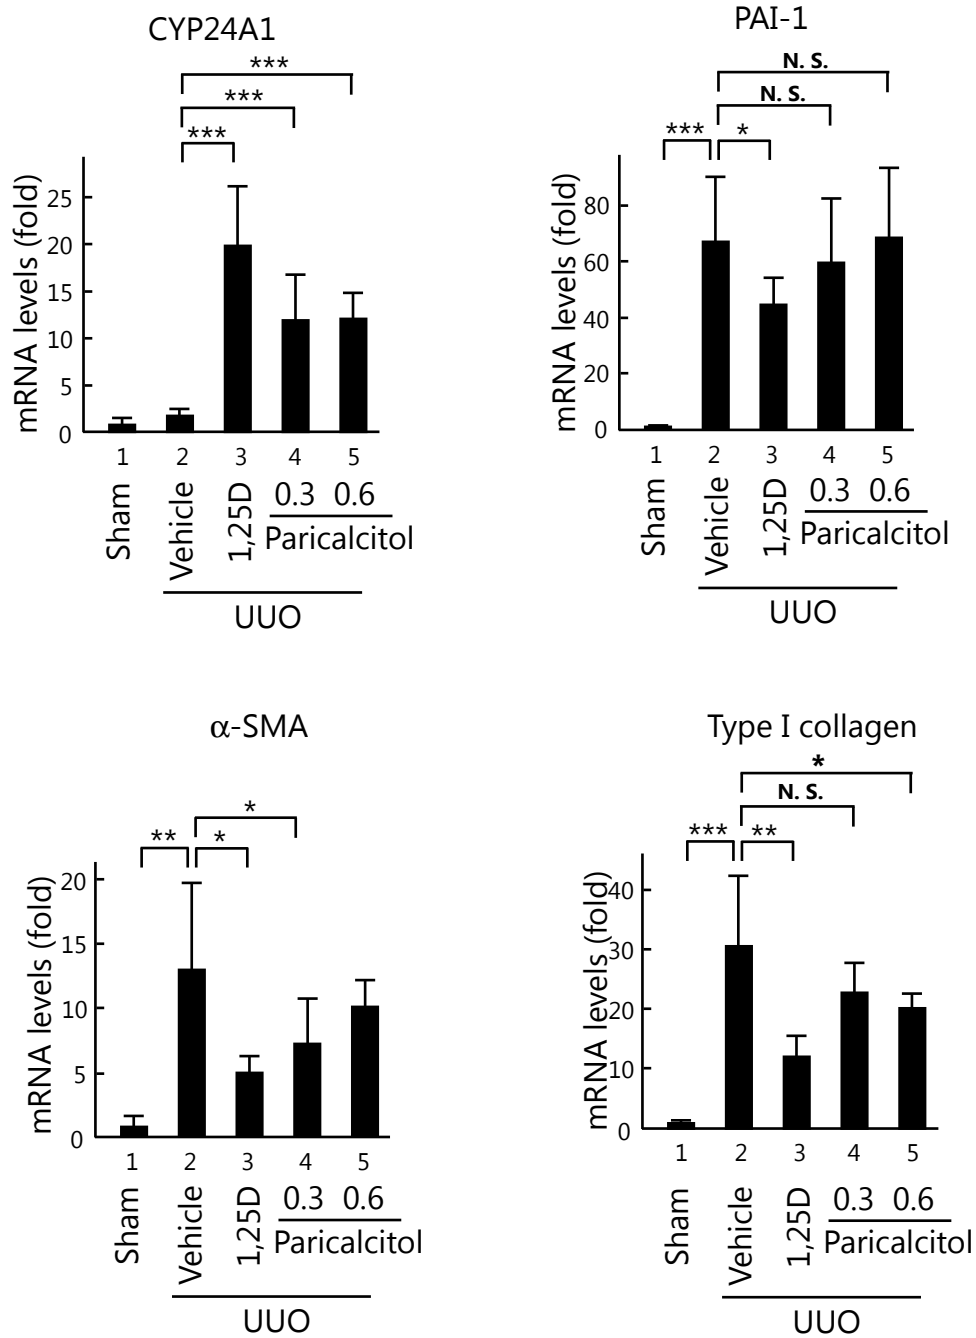 CYP24A1
***
***
***
mRNA levels (fold)
25
20
15
10
5
0
1 2 3 4 5
Sham
Vehicle
1,25D
0.3 0.6
Paricalcitol
UUO
PAI-1
N. S.
N. S.
*** *
mRNA levels (fold)
80
60
40
20
0
1 2 3 4 5
Sham
Vehicle
1,25D
0.3 0.6
Paricalcitol
UUO
α-SMA
*
** *
mRNA levels (fold)
20
15
10
5
0
1 2 3 4 5
Sham
Vehicle
1,25D
0.3 0.6
Paricalcitol
UUO
Type I collagen
*
N. S.
*** **
mRNA levels (fold)
40
30
20
10
0
1 2 3 4 5
Sham
Vehicle
1,25D
0.3 0.6
Paricalcitol
UUO